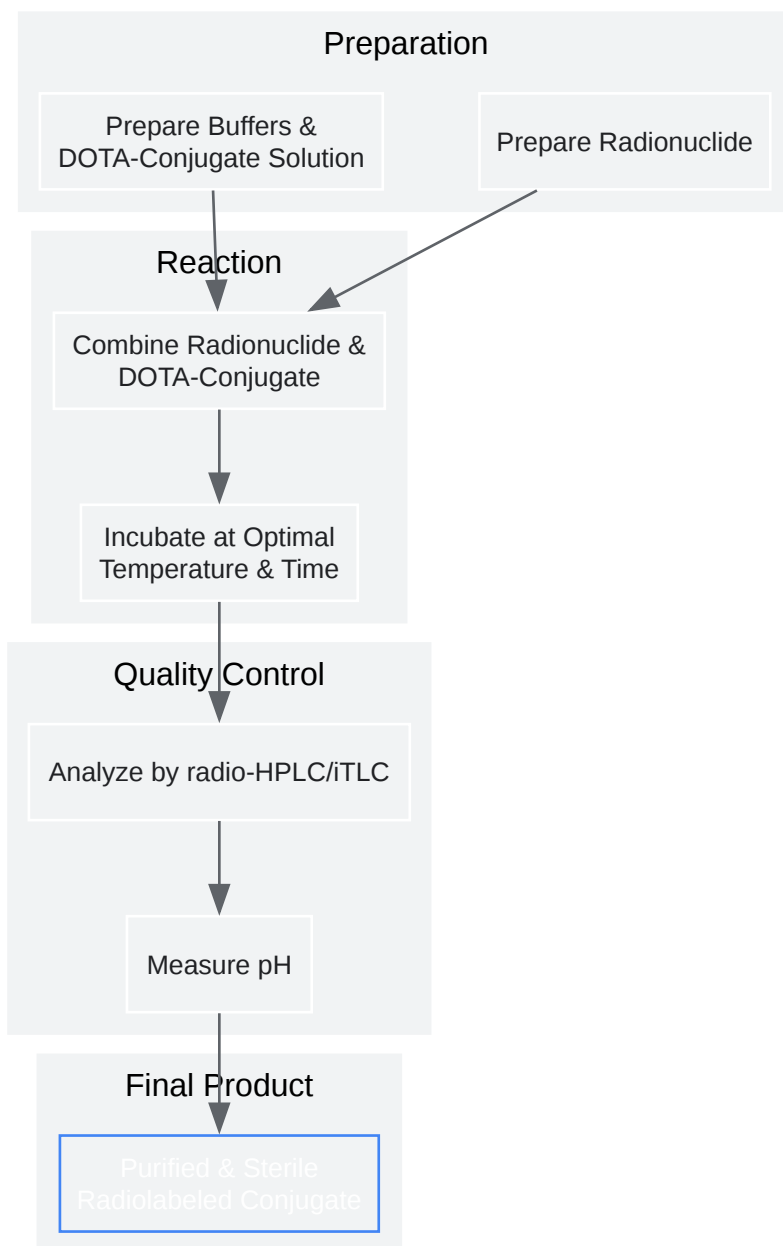 Preparation
Prepare Buffers &
DOTA-Conjugate Solution
Prepare Radionuclide
Reaction
Combine Radionuclide &
DOTA-Conjugate
Incubate at Optimal
Temperature & Time
Quality Control
Analyze by radio-HPLC/iTLC
Measure pH
Final Product
Purified & Sterile
Radiolabeled Conjugate